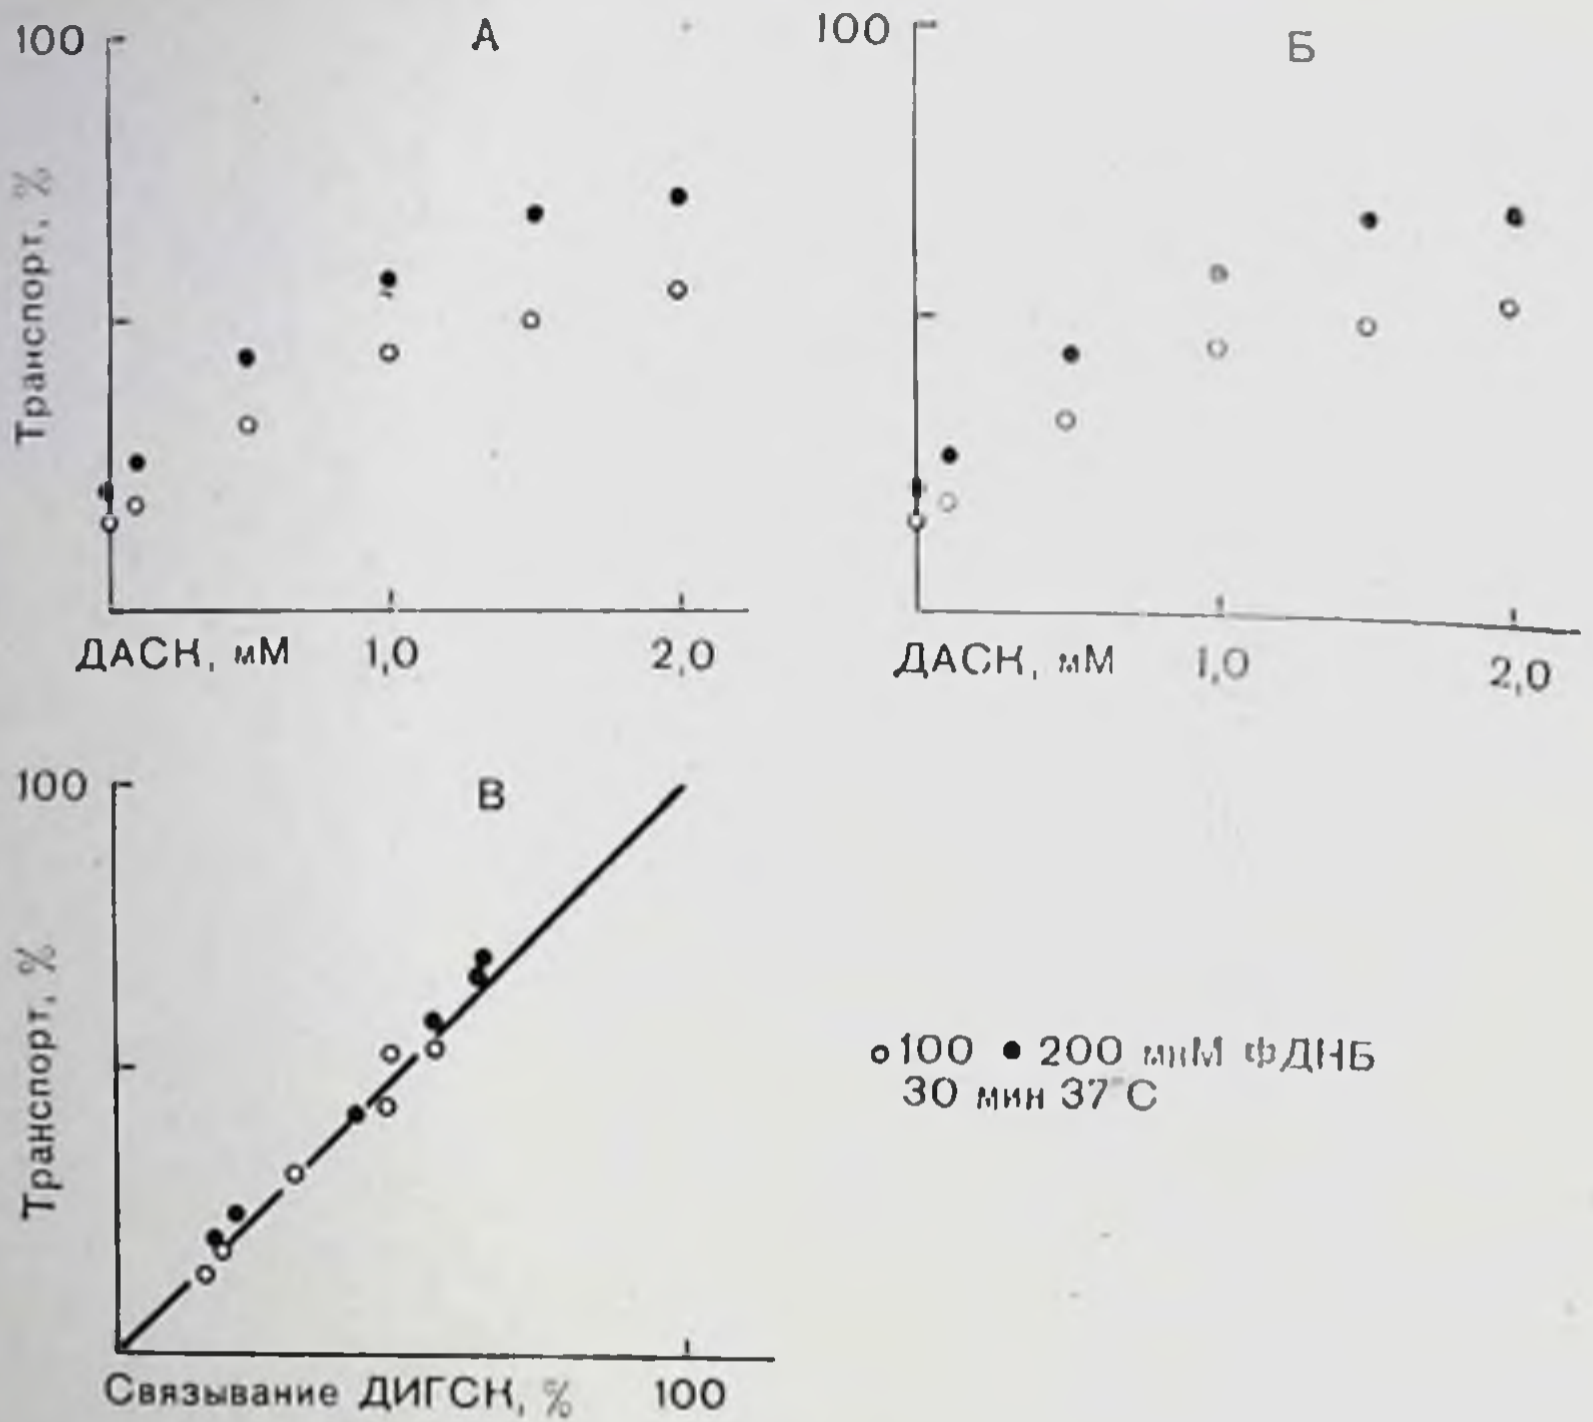 100 А
Транспорт, %
ДАСК, мМ 1,0 2,0
100 Б
ДАСК, мМ 1,0 2,0
100 В
Транспорт, %
Связывание ДИГСК, % 100
○ 100 ● 200 мкМ ФДНБ
30 мин 37°С